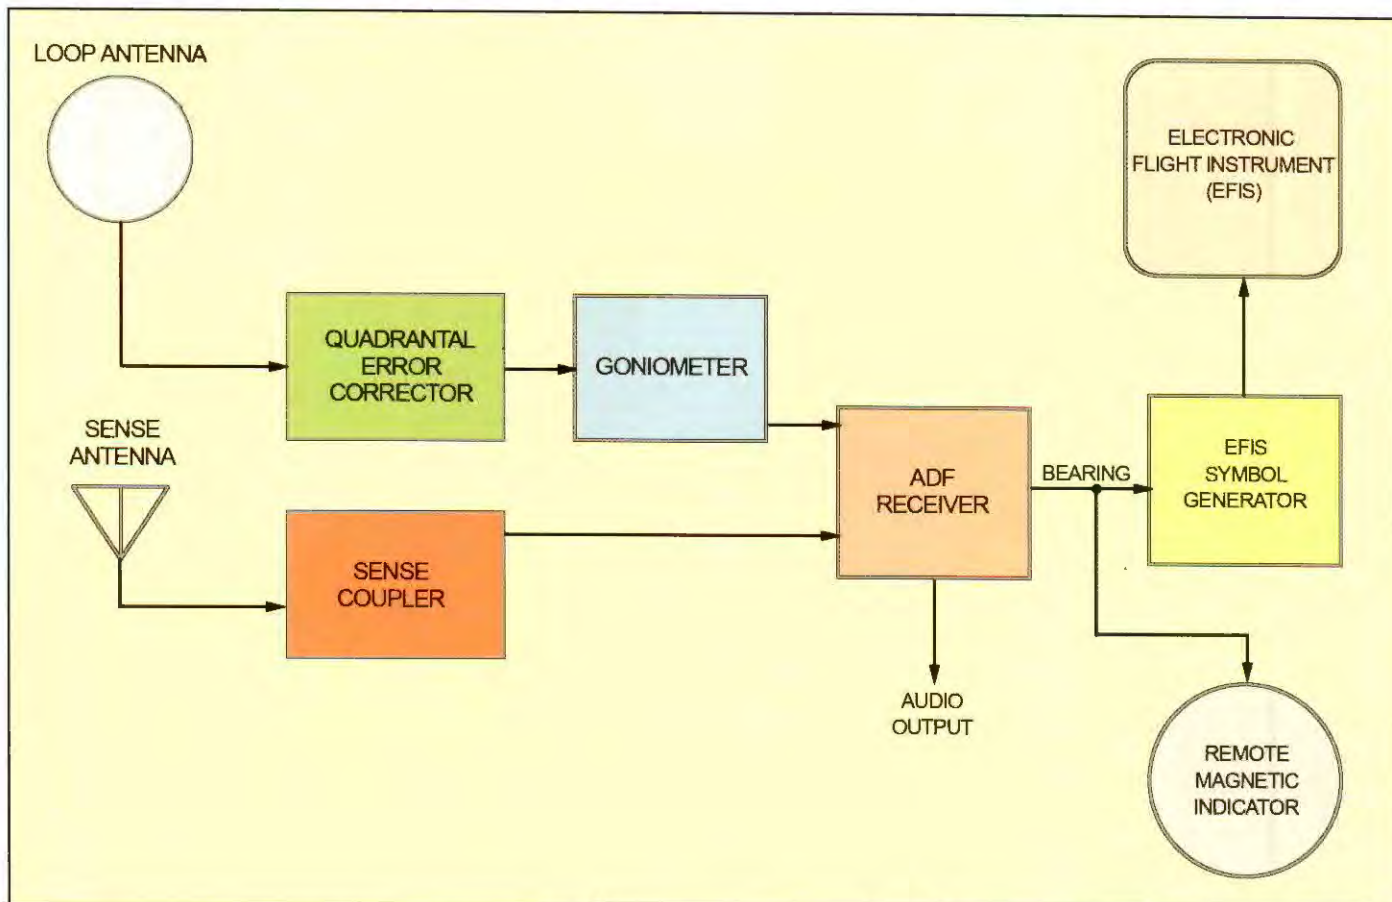 LOOP ANTENNA
ELECTRONIC
FLIGHT INSTRUMENT
(EFIS)
QUADRANTAL
ERROR
CORRECTOR
GONIOMETER
SENSE
ANTENNA
SENSE
COUPLER
ADF
RECEIVER
BEARING
EFIS
SYMBOL
GENERATOR
AUDIO
OUTPUT
REMOTE
MAGNETIC
INDICATOR